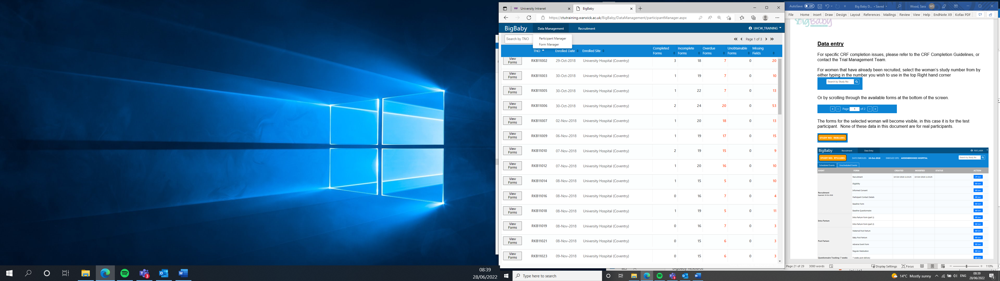 University Intranet
BigBaby
https://ctutraining.warwick.ac.uk/BigBaby/DataManagement/participantManager.aspx
BigBaby Data Management Recruitment UHCW_TRAINING
Search by TNO
Participant Manager
Form Manager
Page 1 of 3
TNO Enrolled Date Enrolled Site Completed Forms Incomplete Forms Overdue Forms Unobtainable Forms Missing Fields
View Forms RKB11002 29-Oct-2018 University Hospital (Coventry) 3 18 7 0 20
View Forms RKB11003 30-Oct-2018 University Hospital (Coventry) 1 19 7 0 10
View Forms RKB11005 30-Oct-2018 University Hospital (Coventry) 1 22 7 0 13
View Forms RKB11006 30-Oct-2018 University Hospital (Coventry) 2 24 20 0 53
View Forms RKB11007 02-Nov-2018 University Hospital (Coventry) 1 20 18 0 13
View Forms RKB11009 06-Nov-2018 University Hospital (Coventry) 1 19 17 0 15
View Forms RKB11010 07-Nov-2018 University Hospital (Coventry) 2 19 15 0 9
View Forms RKB11012 07-Nov-2018 University Hospital (Coventry) 1 20 16 0 10
View Forms RKB11014 08-Nov-2018 University Hospital (Coventry) 1 15 5 0 10
View Forms RKB11016 08-Nov-2018 University Hospital (Coventry) 0 16 7 0 4
View Forms RKB11018 08-Nov-2018 University Hospital (Coventry) 1 19 5 0 11
View Forms RKB11019 08-Nov-2018 University Hospital (Coventry) 0 16 7 0 3
View Forms RKB11021 08-Nov-2018 University Hospital (Coventry) 0 15 6 0 3
View Forms RKB11023 09-Nov-2018 University Hospital (Coventry) 0 15 6 0 3
BigBaby Resource
AutoSave Off Big Baby D... • Saved Wood, Sara WS
File Home Insert Draw Design Layout References Mailings Review View Help EndNote X9 Kofax PDF
BigBaby
Data entry
For specific CRF completion issues, please refer to the CRF Completion Guidelines, or
contact the Trial Management Team.
For women that have already been recruited, select the woman's study number from by
either typing in the number you wish to use in the top Right hand corner
Search by Study No
Or by scrolling through the available forms at the bottom of the screen.
Page 1 of 2
The forms for the selected woman will become visible, in this case it is for the test
participant. None of these data in this document are for real participants.
STUDY NO: RKB11001
BigBaby Recruitment Data Entry TEST_USER
STUDY NO: RT111001 DATE ENROLED: 19-Oct-2018 ENROLED SITE: ADDENBROOKES HOSPITAL Search by Study No
Scheduled Events Unscheduled Events
EVENT FORM CREATED MODIFIED STATUS ACTION
Recruitment 19-Oct-2018 11:33:25 19-Oct-2018 11:33:25 Open
Eligibility Open
Informed Consent Open
Recruitment
Expected: 19-Oct-2018
Participant Contact Details Open
Baseline Form Open
Baseline Questionnaire Open
Intra Partum
Intra Partum Form (part 1) Open
Intra Partum Form (part 2) Open
Maternal Post Partum Open
Baby Post Partum Open
Post Partum
Adverse Event Form Open
Regular Medication Open
Questionnaire Tracking: 7 weeks 7 weeks post delivery Open
Page 21 of 29 3080 words Display Settings Focus 110%
3
08:39
28/06/2022
Type here to search
3
14°C Mostly sunny ENG
08:39
28/06/2022